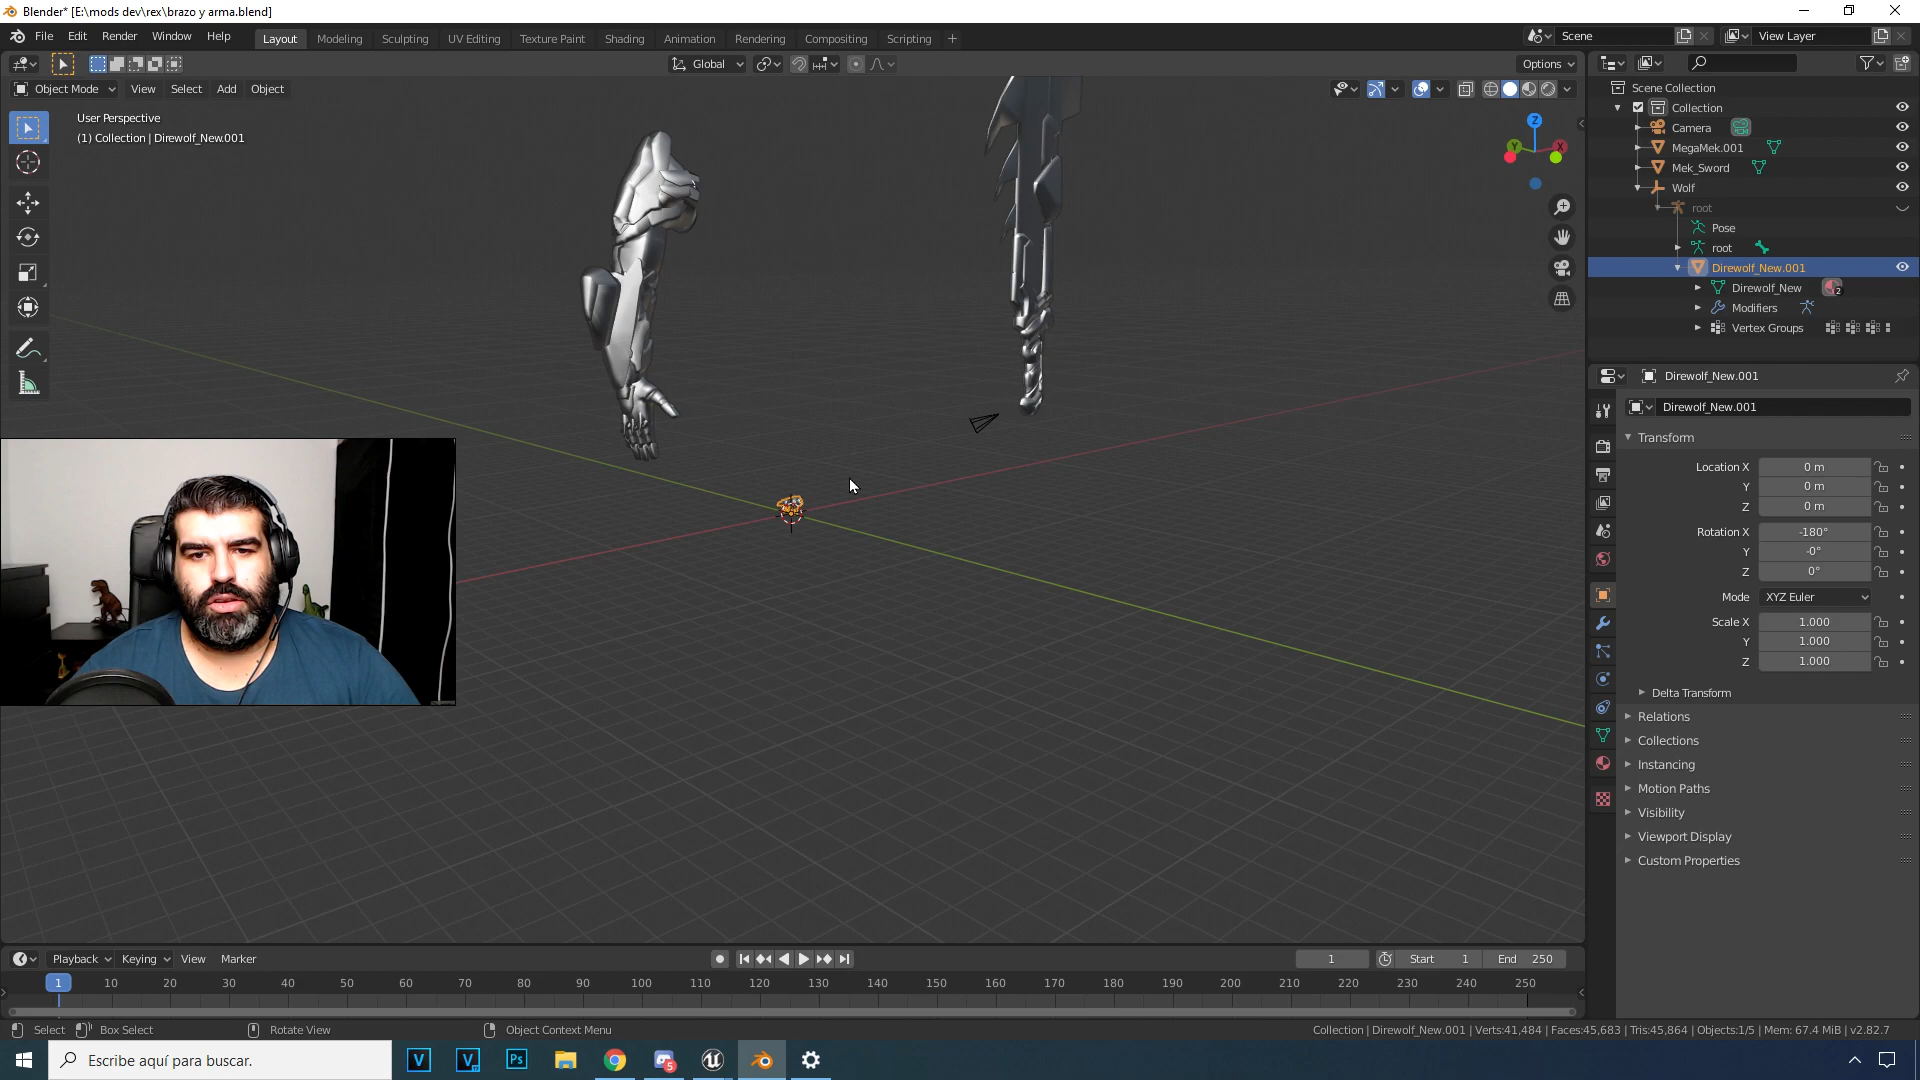 Blender* [E:\mods dev\rex\brazo y arma.blend]
File Edit Render Window Help
Layout Modeling Sculpting UV Editing Texture Paint Shading Animation Rendering Compositing Scripting +
Scene View Layer
Global Options
Object Mode View Select Add Object
User Perspective
(1) Collection | Direwolf_New.001
Z Y X
Scene Collection
Collection
Camera
MegaMek.001
Mek_Sword
Wolf
root
Pose
root
Direwolf_New.001
Direwolf_New 2
Modifiers
Vertex Groups
Direwolf_New.001
Direwolf_New.001
Transform
Location X 0 m
Y 0 m
Z 0 m
Rotation X -180°
Y -0°
Z 0°
Mode XYZ Euler
Scale X 1.000
Y 1.000
Z 1.000
Delta Transform
Relations
Collections
Instancing
Motion Paths
Visibility
Viewport Display
Custom Properties
Playback Keying View Marker
1 Start 1 End 250
1 10 20 30 40 50 60 70 80 90 100 110 120 130 140 150 160 170 180 190 200 210 220 230 240 250
Select Box Select Rotate View Object Context Menu
Collection | Direwolf_New.001 | Verts:41,484 | Faces:45,683 | Tris:45,864 | Objects:1/5 | Mem: 67.4 MiB | v2.82.7
Escribe aquí para buscar.
V V Ps 5